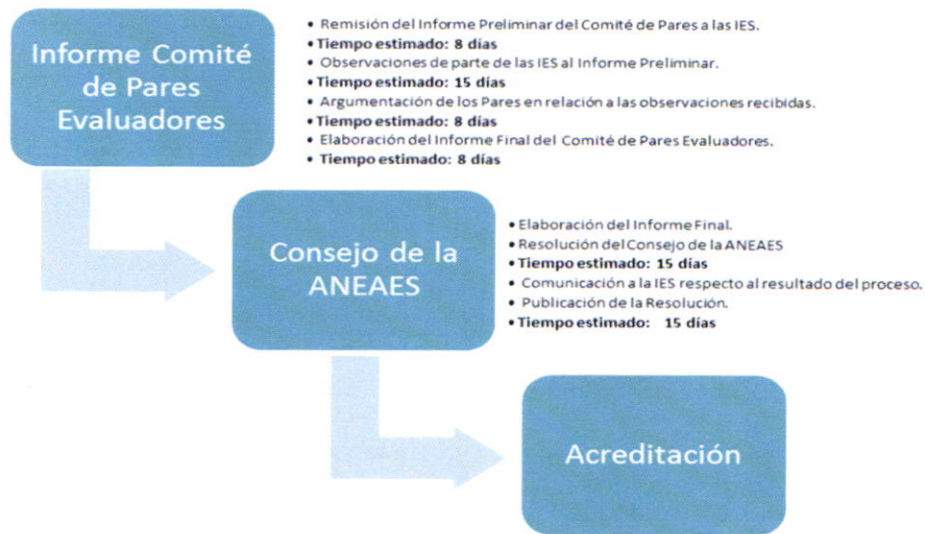 Informe Comité
de Pares
Evaluadores
• Remisión del Informe Preliminar del Comité de Pares a las IES.
• Tiempo estimado: 8 días
• Observaciones de parte de las IES al Informe Preliminar.
• Tiempo estimado: 15 días
• Argumentación de los Pares en relación a las observaciones recibidas.
• Tiempo estimado: 8 días
• Elaboración del Informe Final del Comité de Pares Evaluadores.
• Tiempo estimado: 8 días
Consejo de la
ANEAES
• Elaboración del Informe Final.
• Resolución del Consejo de la ANEAES
• Tiempo estimado: 15 días
• Comunicación a la IES respecto al resultado del proceso.
• Publicación de la Resolución.
• Tiempo estimado: 15 días
Acreditación